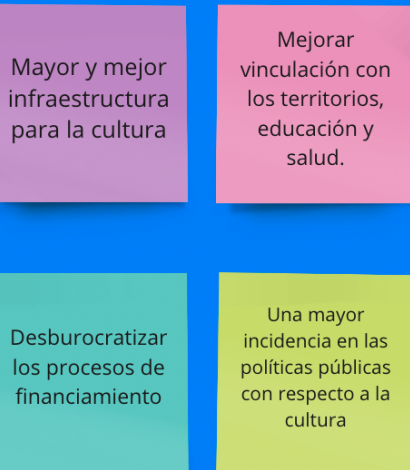 Mayor y mejor
infraestructura
para la cultura
Mejorar
vinculación con
los territorios,
educación y
salud.
Desburocratizar
los procesos de
financiamiento
Una mayor
incidencia en las
políticas públicas
con respecto a la
cultura